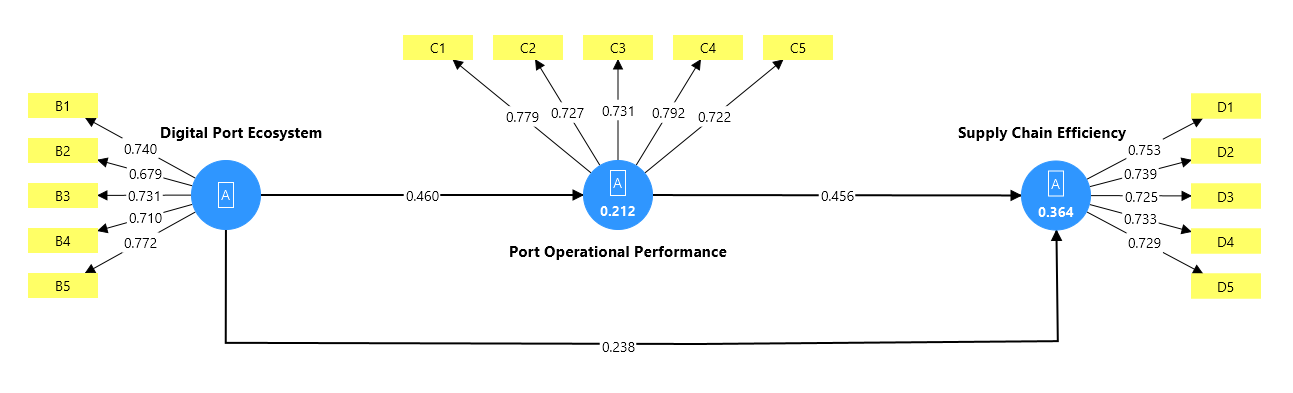 C1 C2 C3 C4 C5
B1
B2
B3
B4
B5
0.740
0.679
0.731
0.710
0.772
Digital Port Ecosystem
A
0.460
0.779
0.727
0.731
0.792
0.722
A
0.212
Port Operational Performance
0.456
Supply Chain Efficiency
A
0.364
0.753
0.739
0.725
0.733
0.729
D1
D2
D3
D4
D5
0.238